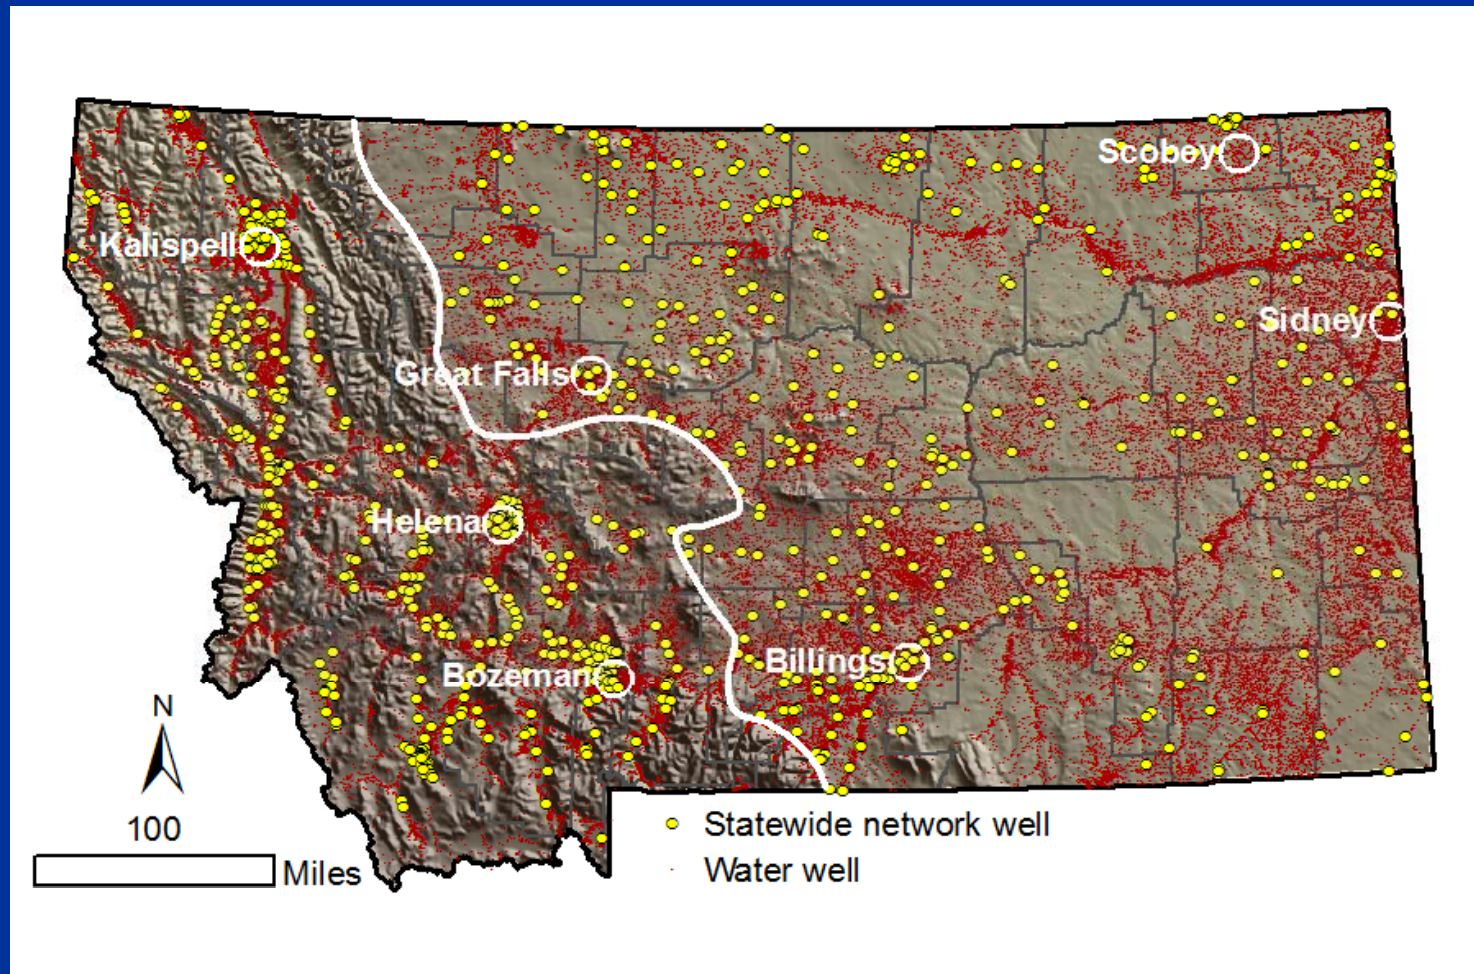 Scobey
Kalispell
Sidney
Great Falls
Helena
Billings
Bozeman
N
100
Miles
Statewide network well
Water well